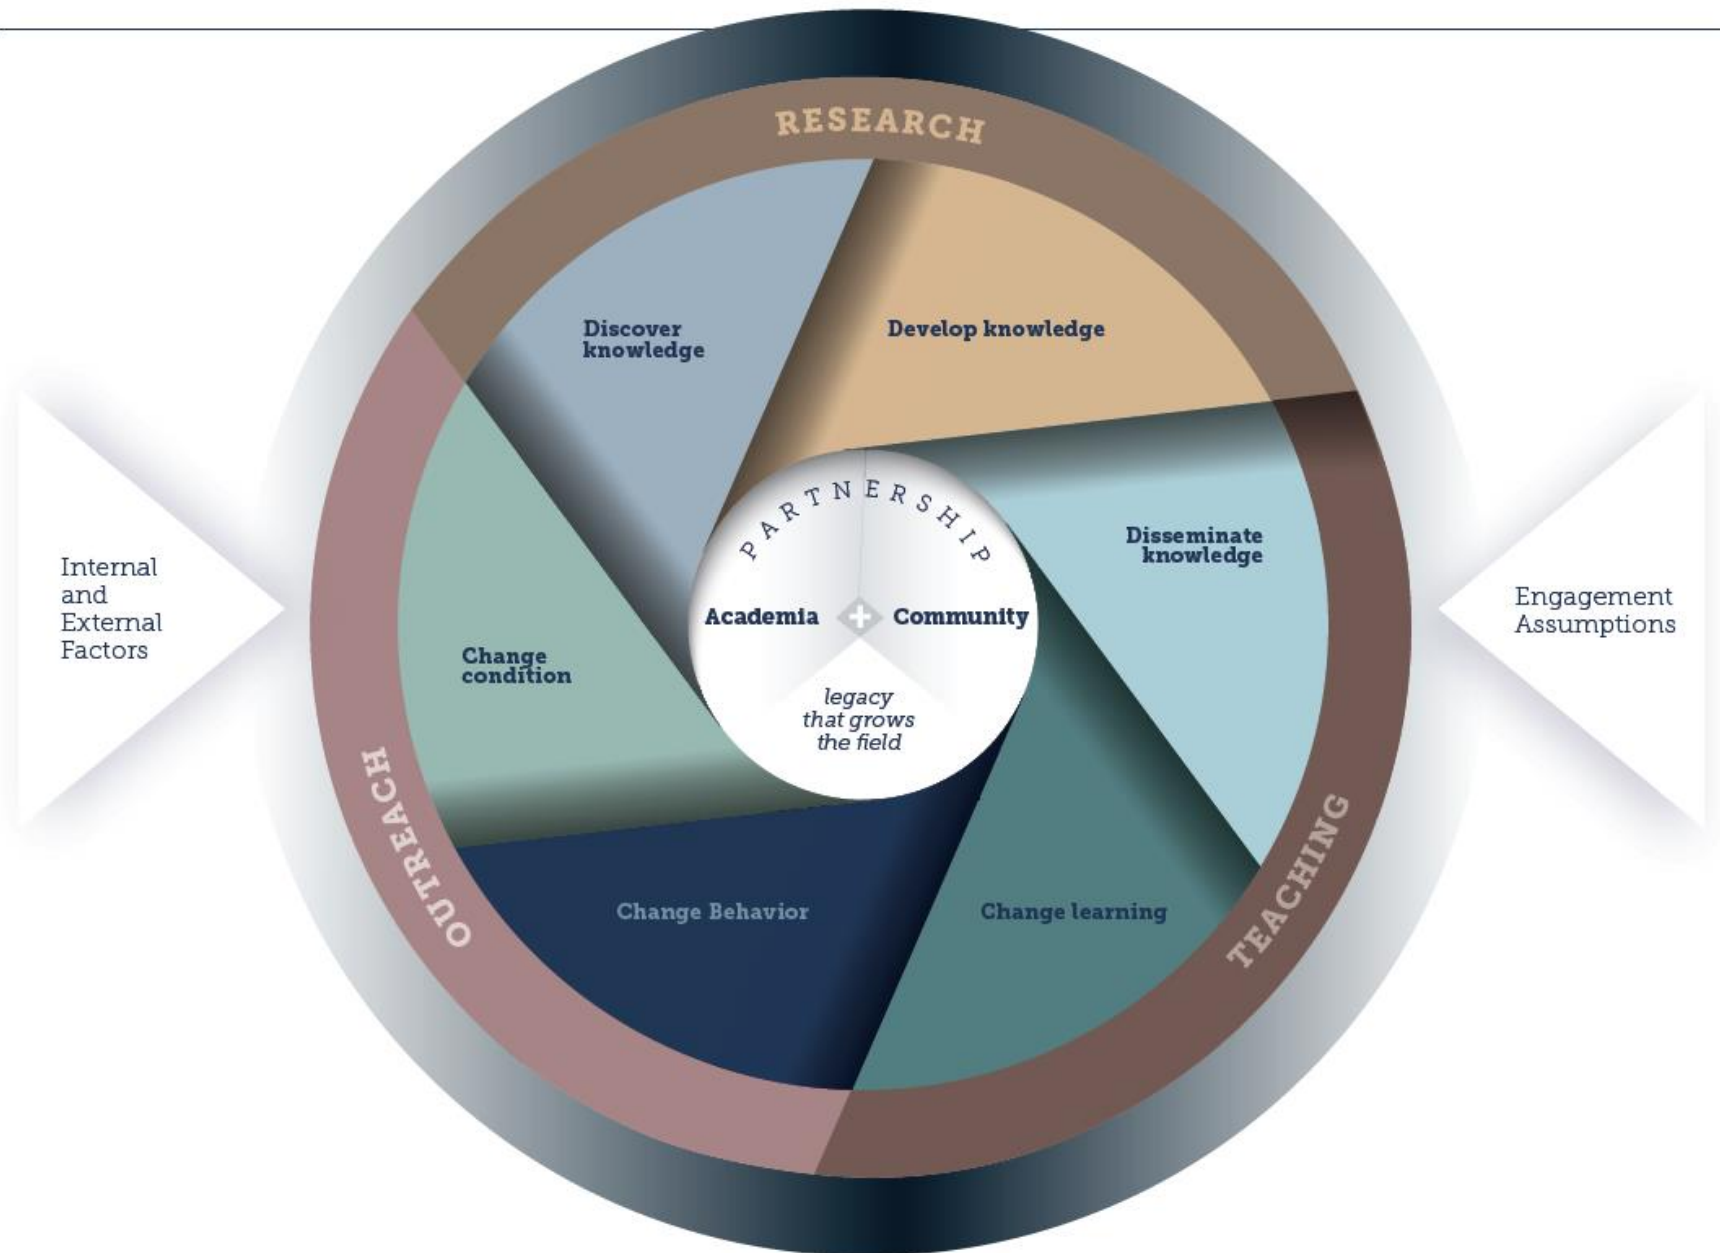 RESEARCH
Discover
knowledge
Develop knowledge
Disseminate
knowledge
PARTNERSHIP
Academia + Community
legacy
that grows
the field
Internal
and
External
Factors
Engagement
Assumptions
Change
condition
Change Behavior
Change learning
OUTREACH
TEACHING